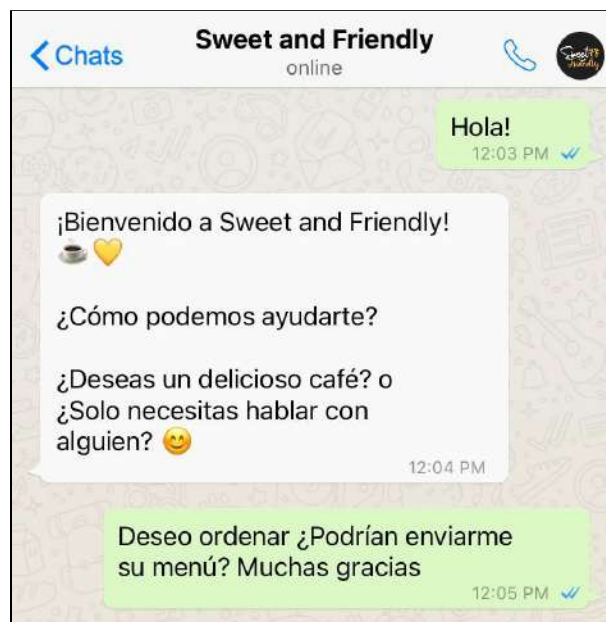 Chats
Sweet and Friendly
online
Hola!
12:03 PM
¡Bienvenido a Sweet and Friendly!
☕💛
¿Cómo podemos ayudarte?
¿Deseas un delicioso café? o
¿Solo necesitas hablar con
alguien? 😊
12:04 PM
Deseo ordenar ¿Podrían enviarme
su menú? Muchas gracias
12:05 PM